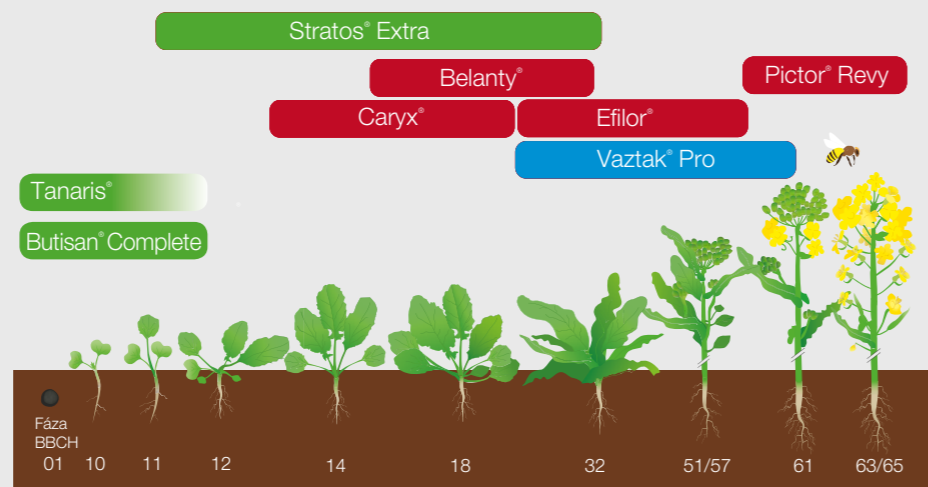 Stratos® Extra
Belanty®
Pictor® Revy
Caryx®
Efilor®
Vaztak® Pro
Tanaris®
Butisan® Complete
Fáza
BBCH
01 10 11 12 14 18 32 51/57 61 63/65